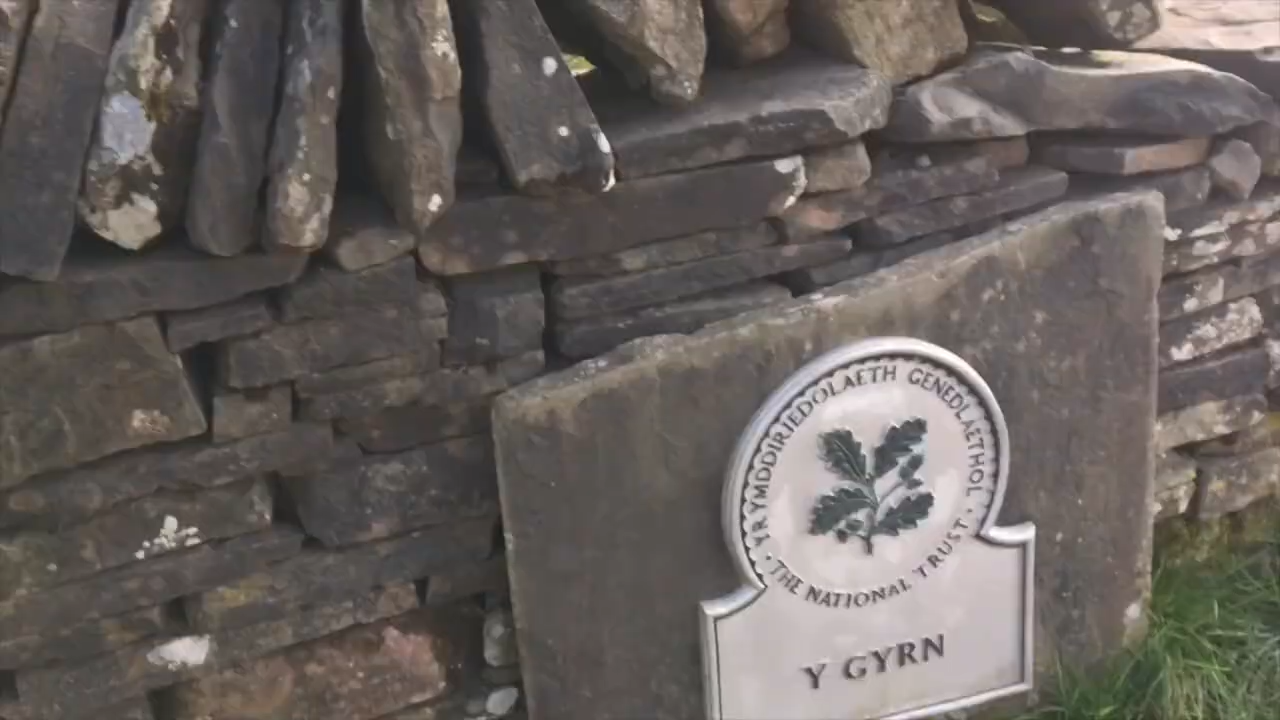 YR YMDDIRIEDOLAETH GENEDLAETHOL
THE NATIONAL TRUST
Y GYRN